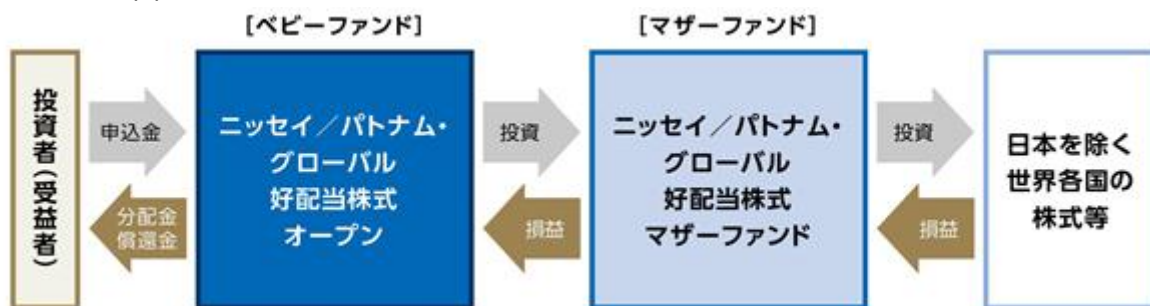 [ベビーファンド]
[マザーファンド]
投資者(受益者)
申込金
分配金
償還金
ニッセイ/パトナム・
グローバル
好配当株式
オープン
投資
損益
ニッセイ/パトナム・
グローバル
好配当株式
マザーファンド
投資
損益
日本を除く
世界各国の
株式等